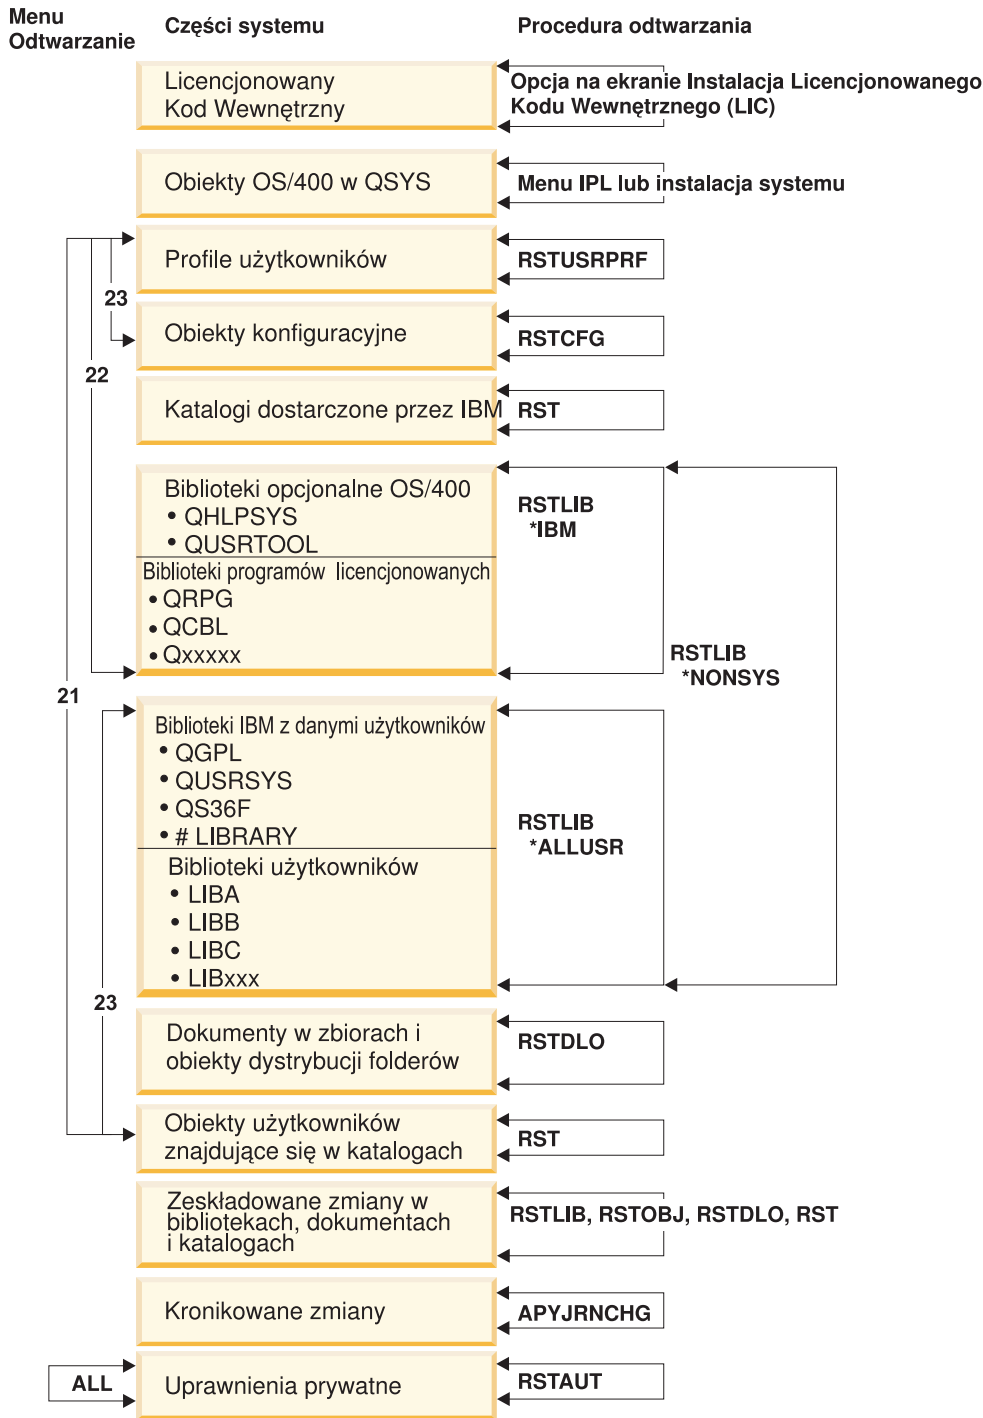 Menu
Odtwarzanie
Części systemu
Procedura odtwarzania
Licencjonowany
Kod Wewnętrzny
Opcja na ekranie Instalacja Licencjonowanego
Kodu Wewnętrznego (LIC)
Obiekty OS/400 w QSYS
Menu IPL lub instalacja systemu
Profile użytkowników
RSTUSRPRF
23
Obiekty konfiguracyjne
RSTCFG
22
Katalogi dostarczone przez IBM
RST
Biblioteki opcjonalne OS/400
• QHLPSYS
• QUSRTOOL
RSTLIB
*IBM
Biblioteki programów licencjonowanych
• QRPG
• QCBL
• Qxxxxx
RSTLIB
*NONSYS
21
Biblioteki IBM z danymi użytkowników
• QGPL
• QUSRSYS
• QS36F
• # LIBRARY
RSTLIB
*ALLUSR
Biblioteki użytkowników
• LIBA
• LIBB
• LIBC
• LIBxxx
23
Dokumenty w zbiorach i
obiekty dystrybucji folderów
RSTDLO
Obiekty użytkowników
znajdujące się w katalogach
RST
Zeskładowane zmiany w
bibliotekach, dokumentach
i katalogach
RSTLIB, RSTOBJ, RSTDLO, RST
Kronikowane zmiany
APYJRNCHG
ALL
Uprawnienia prywatne
RSTAUT